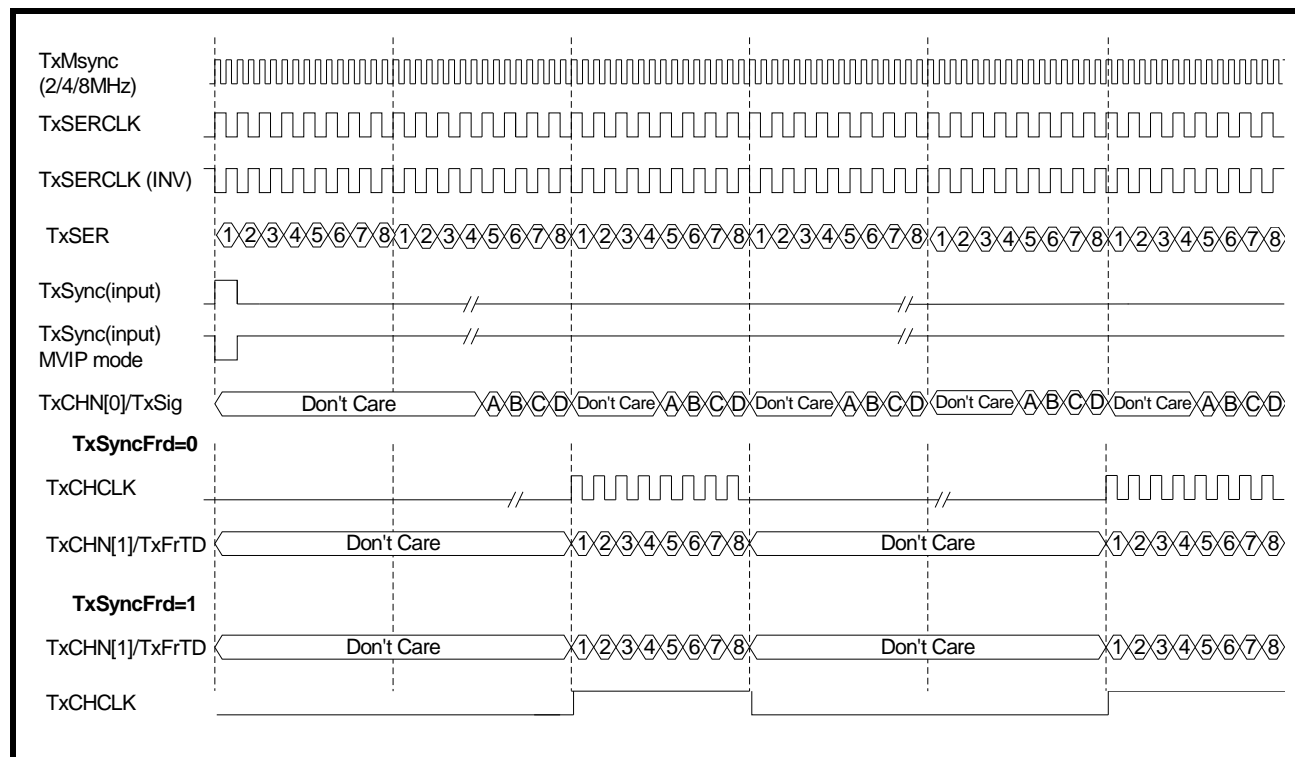 TxMsync
(2/4/8MHz)
TxSERCLK
TxSERCLK (INV)
TxSER 1 2 3 4 5 6 7 8 1 2 3 4 5 6 7 8 1 2 3 4 5 6 7 8 1 2 3 4 5 6 7 8 1 2 3 4 5 6 7 8 1 2 3 4 5 6 7 8
TxSync(input)
TxSync(input)
MVIP mode
TxCHN[0]/TxSig Don't Care A B C D Don't Care A B C D Don't Care A B C D Don't Care A B C D Don't Care A B C D
TxSyncFrd=0
TxCHCLK
TxCHN[1]/TxFrTD Don't Care 1 2 3 4 5 6 7 8 Don't Care 1 2 3 4 5 6 7 8
TxSyncFrd=1
TxCHN[1]/TxFrTD Don't Care 1 2 3 4 5 6 7 8 Don't Care 1 2 3 4 5 6 7 8
TxCHCLK